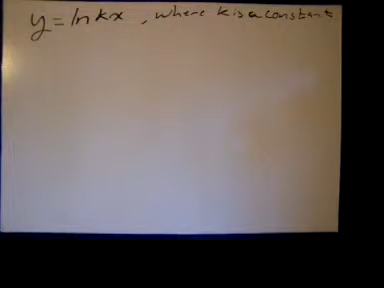 y = ln kx , where k is a constant